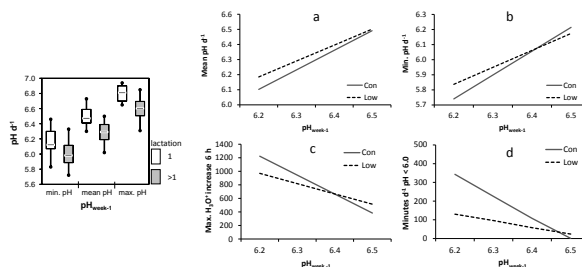 7.0
6.8
6.6
6.4
6.2
6.0
5.8
5.6
pH d⁻¹
min. pH mean pH max. pH
pHweek-1
lactation
1
>1
a
6.6
6.5
6.4
6.3
6.2
6.1
6.0
Mean pH d⁻¹
Con
Low
6.2 6.3 6.4 6.5
pHweek-1
b
6.3
6.2
6.1
6.0
5.9
5.8
5.7
Min. pH d⁻¹
Con
Low
6.2 6.3 6.4 6.5
pHweek-1
c
1400
1200
1000
800
600
400
200
0
Max. H₃O⁺ increase 6 h
Con
Low
6.2 6.3 6.4 6.5
pHweek-1
d
500
400
300
200
100
0
Minutes d⁻¹ pH < 6.0
Con
Low
6.2 6.3 6.4 6.5
pHweek-1